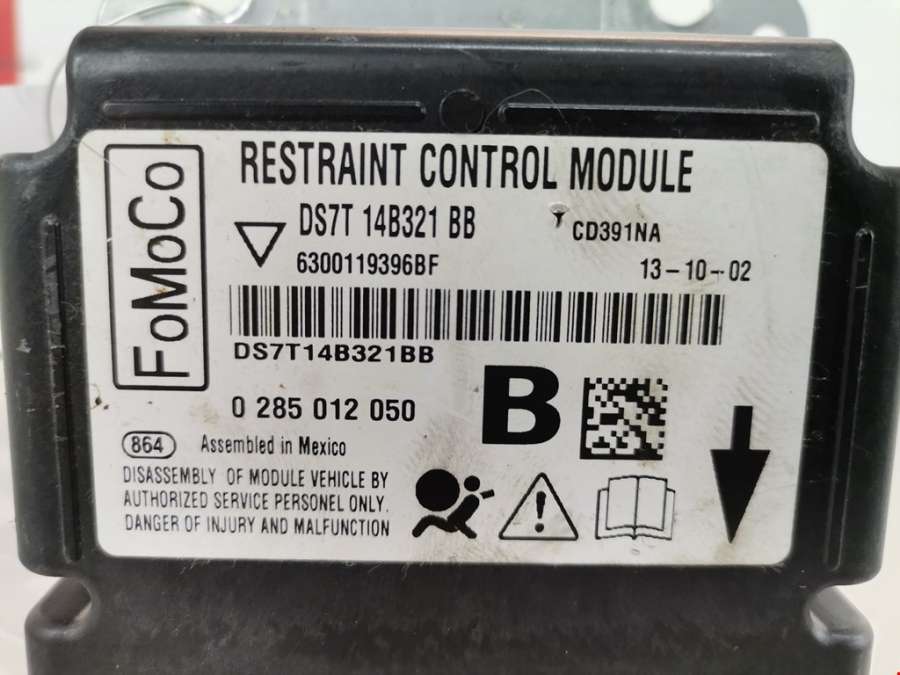 FoMoCo
RESTRAINT CONTROL MODULE
DS7T 14B321 BB
CD391NA
6300119396BF
13-10-02
DS7T14B321BB
0 285 012 050
B
864
Assembled in Mexico
DISASSEMBLY OF MODULE VEHICLE BY
AUTHORIZED SERVICE PERSONEL ONLY.
DANGER OF INJURY AND MALFUNCTION